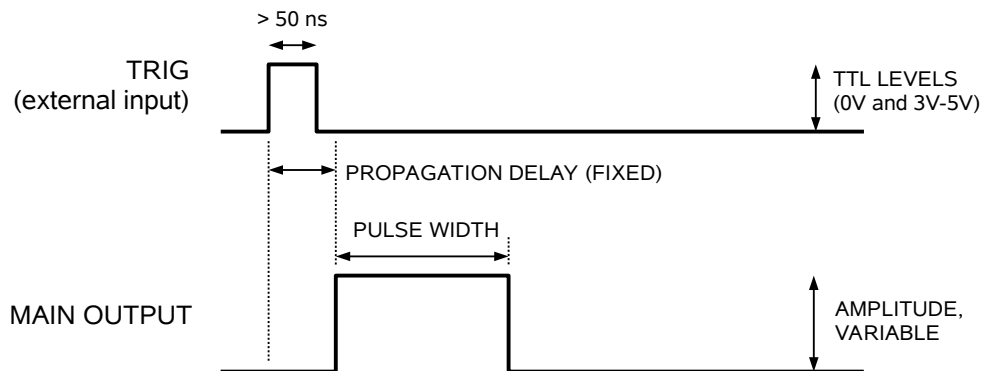 > 50 ns
TRIG
(external input)
TTL LEVELS
(0V and 3V-5V)
PROPAGATION DELAY (FIXED)
PULSE WIDTH
MAIN OUTPUT
AMPLITUDE,
VARIABLE